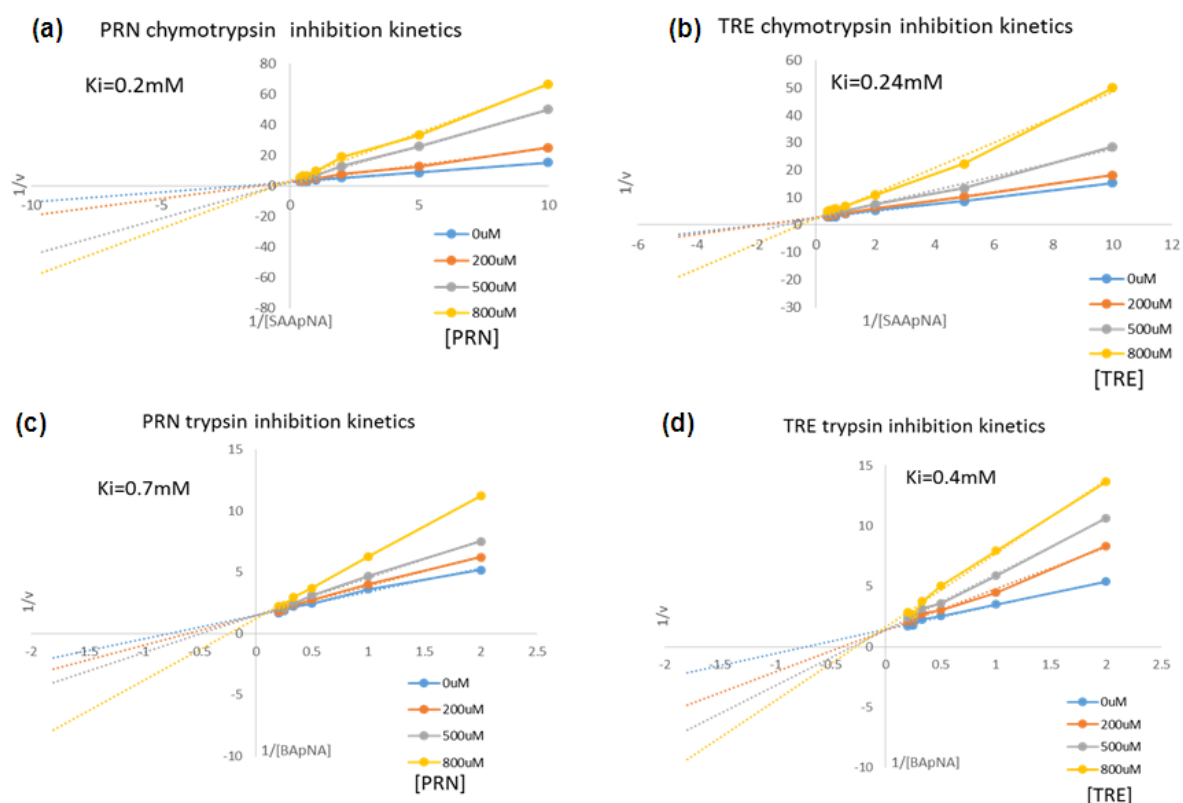 (a)
PRN chymotrypsin inhibition kinetics
Ki=0.2mM
80
60
40
20
0
-20
-40
-60
-80
-10
-5
0
5
10
1/v
1/[SAApNA]
0uM
200uM
500uM
800uM
[PRN]
(b)
TRE chymotrypsin inhibition kinetics
Ki=0.24mM
60
50
40
30
20
10
0
-10
-20
-30
-6
-4
-2
0
2
4
6
8
10
12
1/v
1/[SAApNA]
0uM
200uM
500uM
800uM
[TRE]
(c)
PRN trypsin inhibition kinetics
Ki=0.7mM
15
10
5
0
-5
-10
-2
-1.5
-1
-0.5
0
0.5
1
1.5
2
2.5
1/v
1/[BApNA]
0uM
200uM
500uM
800uM
[PRN]
(d)
TRE trypsin inhibition kinetics
Ki=0.4mM
15
10
5
0
-5
-10
-2
-1.5
-1
-0.5
0
0.5
1
1.5
2
2.5
1/v
1/[BApNA]
0uM
200uM
500uM
800uM
[TRE]